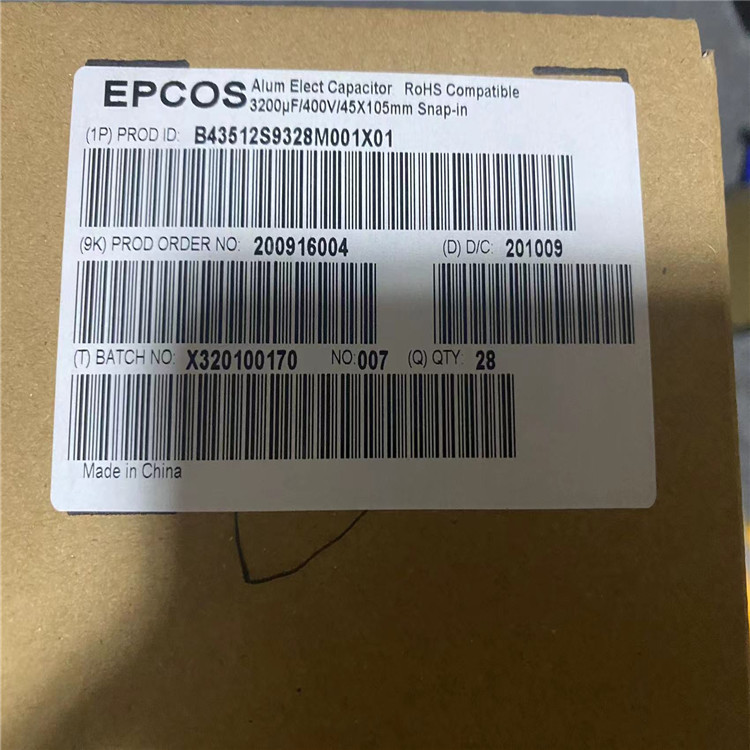 EPCOS Alum Elect Capacitor RoHS Compatible
3200µF/400V/45X105mm Snap-in
(1P) PROD ID: B43512S9328M001X01
(9K) PROD ORDER NO: 200916004 (D) D/C: 201009
(T) BATCH NO: X320100170 NO:007 (Q) QTY: 28
Made in China